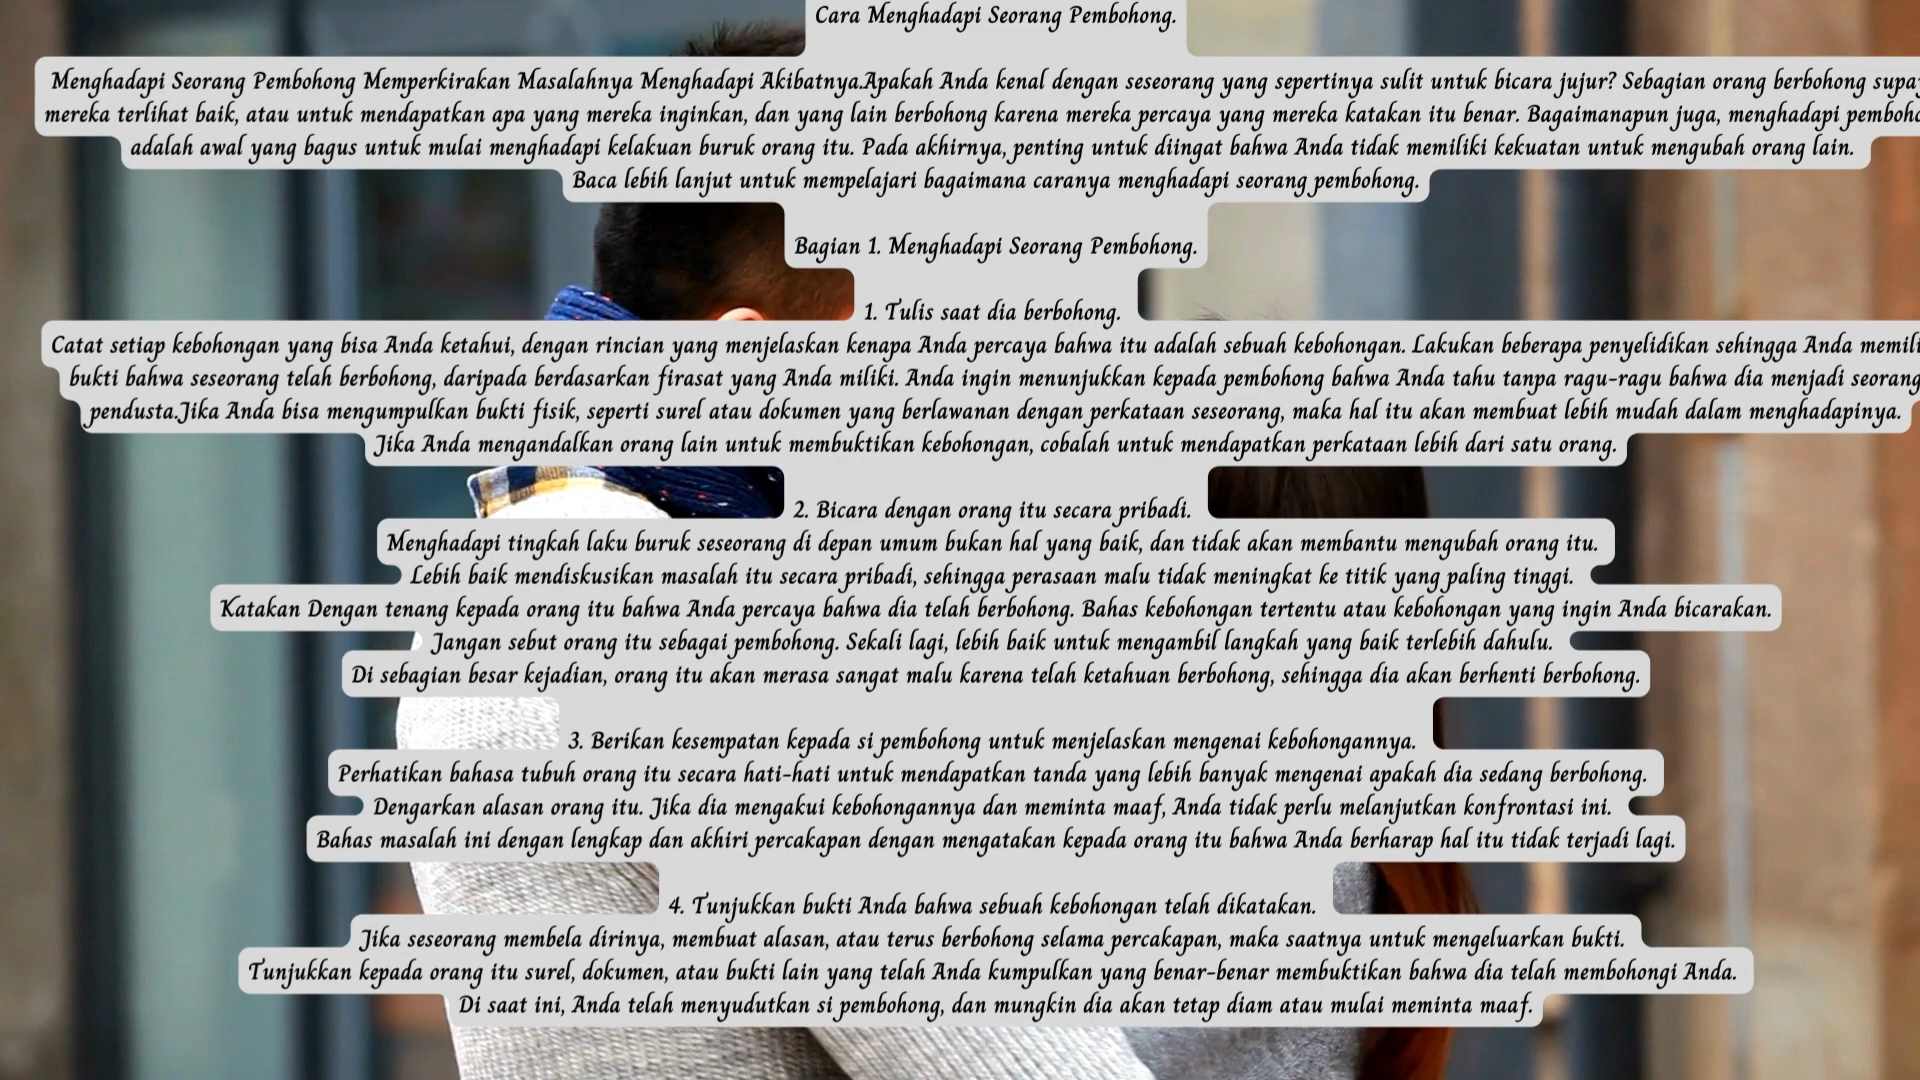 Cara Menghadapi Seorang Pembohong.
Menghadapi Seorang Pembohong Memperkirakan Masalahnya Menghadapi Akibatnya.Apakah Anda kenal dengan seseorang yang sepertinya sulit untuk bicara jujur? Sebagian orang berbohong
mereka terlihat baik, atau untuk mendapatkan apa yang mereka inginkan, dan yang lain berbohong karena mereka percaya yang mereka katakan itu benar. Bagaimanapun juga, menghadapi
adalah awal yang bagus untuk mulai menghadapi kelakuan buruk orang itu. Pada akhirnya, penting untuk diingat bahwa Anda tidak memiliki kekuatan untuk mengubah orang lain.
Baca lebih lanjut untuk mempelajari bagaimana caranya menghadapi seorang pembohong.
Bagian 1. Menghadapi Seorang Pembohong.
1. Tulis saat dia berbohong.
Catat setiap kebohongan yang bisa Anda ketahui, dengan rincian yang menjelaskan kenapa Anda percaya bahwa itu adalah sebuah kebohongan. Lakukan beberapa penyelidikan sehingga Anda
bukti bahwa seseorang telah berbohong, daripada berdasarkan firasat yang Anda miliki. Anda ingin menunjukkan kepada pembohong bahwa Anda tahu tanpa ragu-ragu bahwa dia menjadi seorang
pendusta.Jika Anda bisa mengumpulkan bukti fisik, seperti surel atau dokumen yang berlawanan dengan perkataan seseorang, maka hal itu akan membuat lebih mudah dalam menghadapinya.
Jika Anda mengandalkan orang lain untuk membuktikan kebohongan, cobalah untuk mendapatkan perkataan lebih dari satu orang.
2. Bicara dengan orang itu secara pribadi.
Menghadapi tingkah laku buruk seseorang di depan umum bukan hal yang baik, dan tidak akan membantu mengubah orang itu.
Lebih baik mendiskusikan masalah itu secara pribadi, sehingga perasaan malu tidak meningkat ke titik yang paling tinggi.
Katakan Dengan tenang kepada orang itu bahwa Anda percaya bahwa dia telah berbohong. Bahas kebohongan tertentu atau kebohongan yang ingin Anda bicarakan.
Jangan sebut orang itu sebagai pembohong. Sekali lagi, lebih baik untuk mengambil langkah yang baik terlebih dahulu.
Di sebagian besar kejadian, orang itu akan merasa sangat malu karena telah ketahuan berbohong, sehingga dia akan berhenti berbohong.
3. Berikan kesempatan kepada si pembohong untuk menjelaskan mengenai kebohongannya.
Perhatikan bahasa tubuh orang itu secara hati-hati untuk mendapatkan tanda yang lebih banyak mengenai apakah dia sedang berbohong.
Dengarkan alasan orang itu. Jika dia mengakui kebohongannya dan meminta maaf, Anda tidak perlu melanjutkan konfrontasi ini.
Bahas masalah ini dengan lengkap dan akhiri percakapan dengan mengatakan kepada orang itu bahwa Anda berharap hal itu tidak terjadi lagi.
4. Tunjukkan bukti Anda bahwa sebuah kebohongan telah dikatakan.
Jika seseorang membela dirinya, membuat alasan, atau terus berbohong selama percakapan, maka saatnya untuk mengeluarkan bukti.
Tunjukkan kepada orang itu surel, dokumen, atau bukti lain yang telah Anda kumpulkan yang benar-benar membuktikan bahwa dia telah membohongi Anda.
Di saat ini, Anda telah menyudutkan si pembohong, dan mungkin dia akan tetap diam atau mulai meminta maaf.